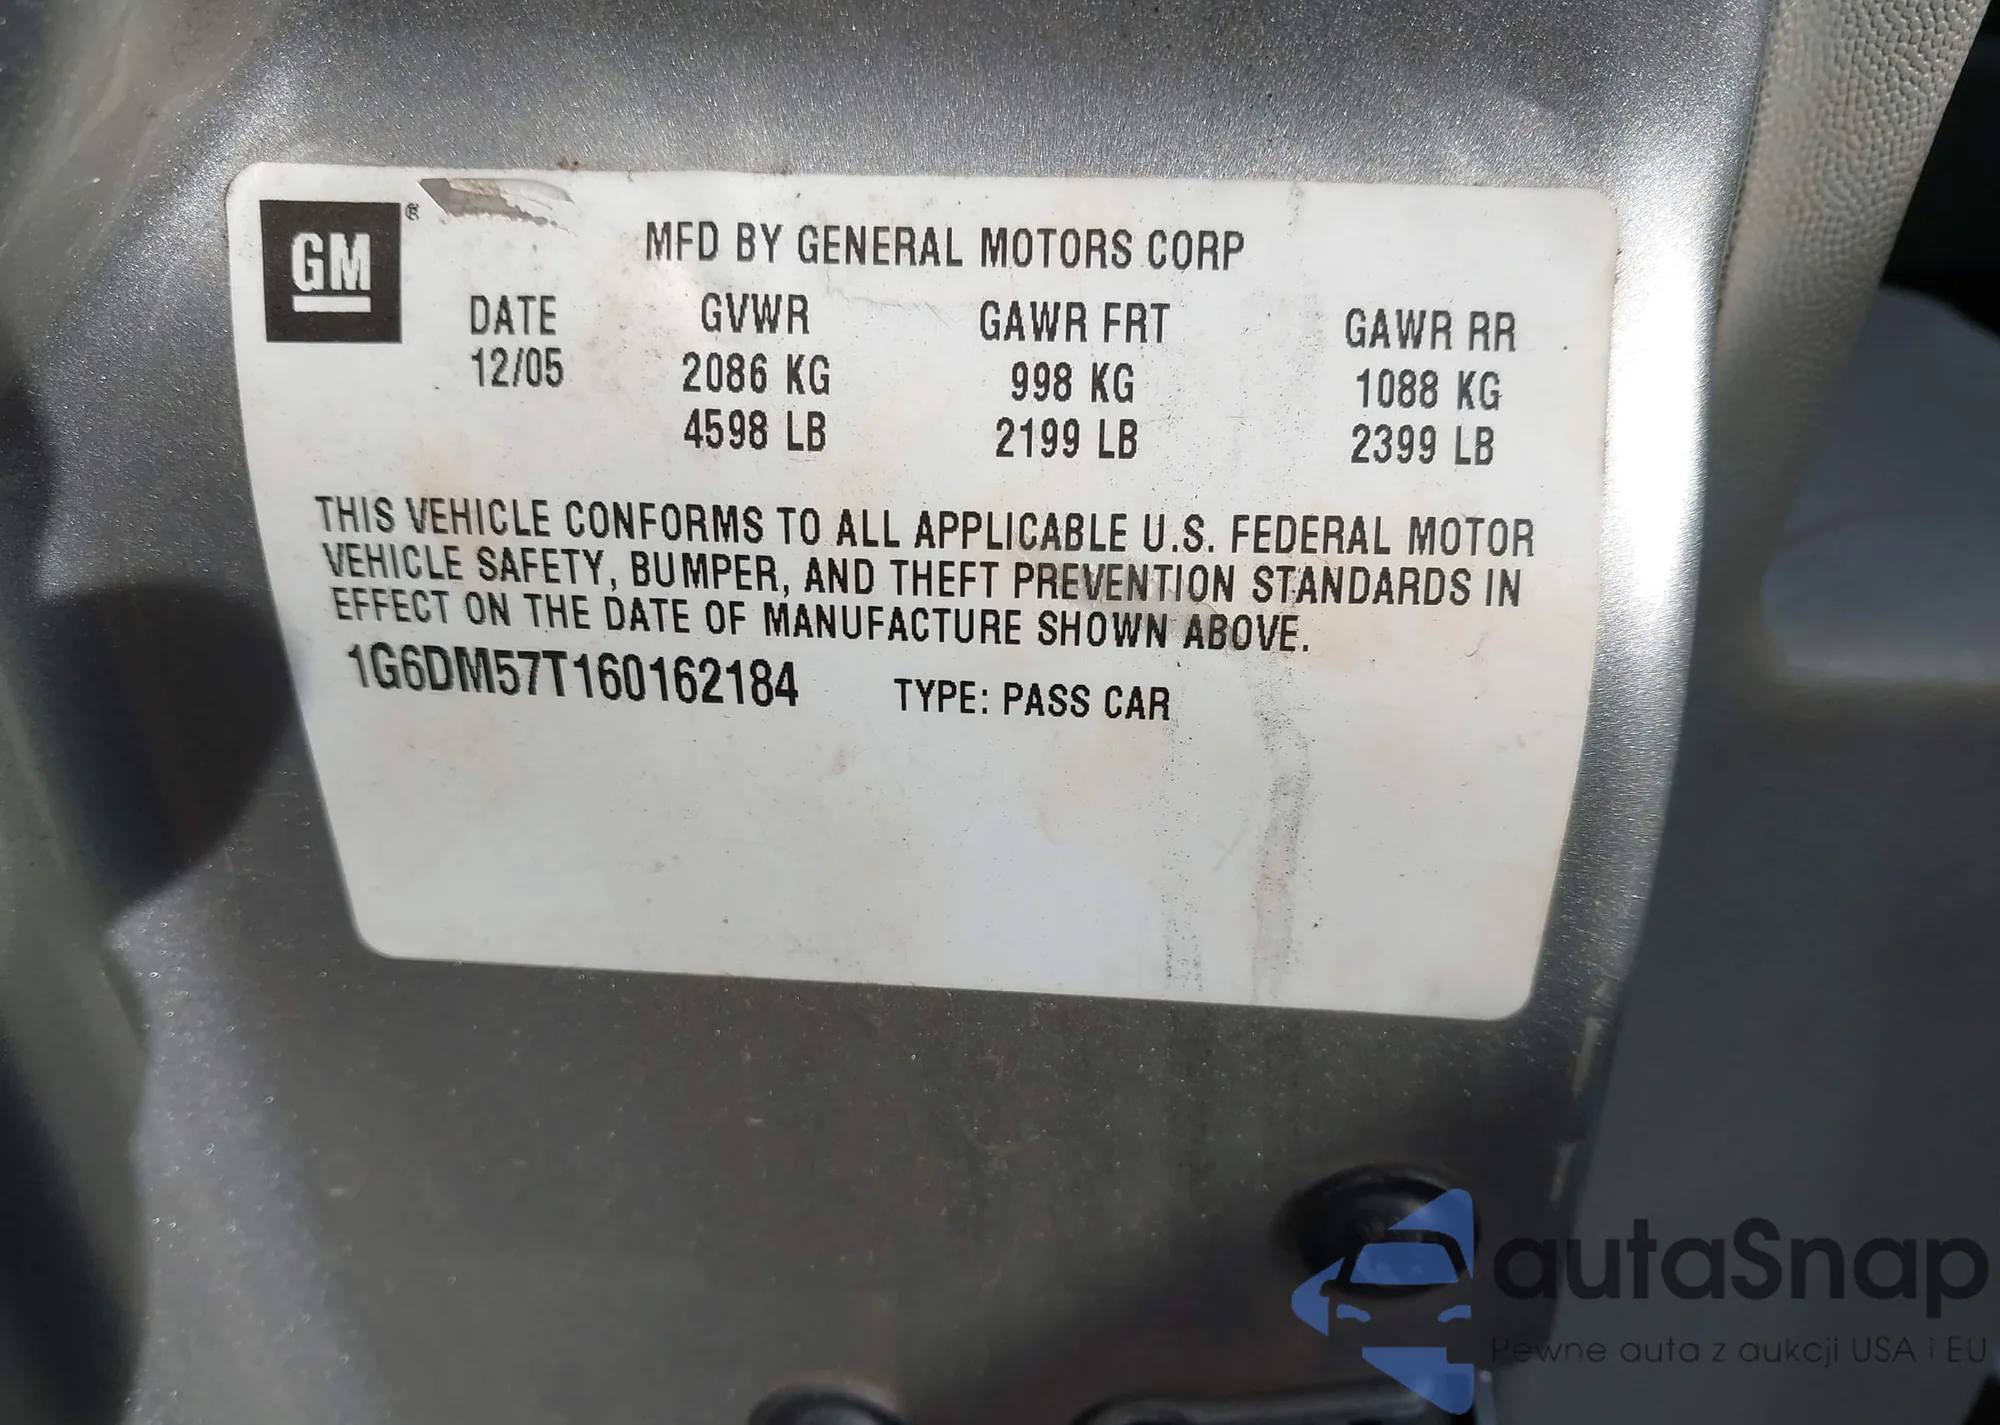 GM ®
MFD BY GENERAL MOTORS CORP
DATE GVWR GAWR FRT GAWR RR
12/05 2086 KG 998 KG 1088 KG
4598 LB 2199 LB 2399 LB
THIS VEHICLE CONFORMS TO ALL APPLICABLE U.S. FEDERAL MOTOR
VEHICLE SAFETY, BUMPER, AND THEFT PREVENTION STANDARDS IN
EFFECT ON THE DATE OF MANUFACTURE SHOWN ABOVE.
1G6DM57T160162184 TYPE: PASS CAR
autaSnap
Pewne auta z aukcji USA i EU